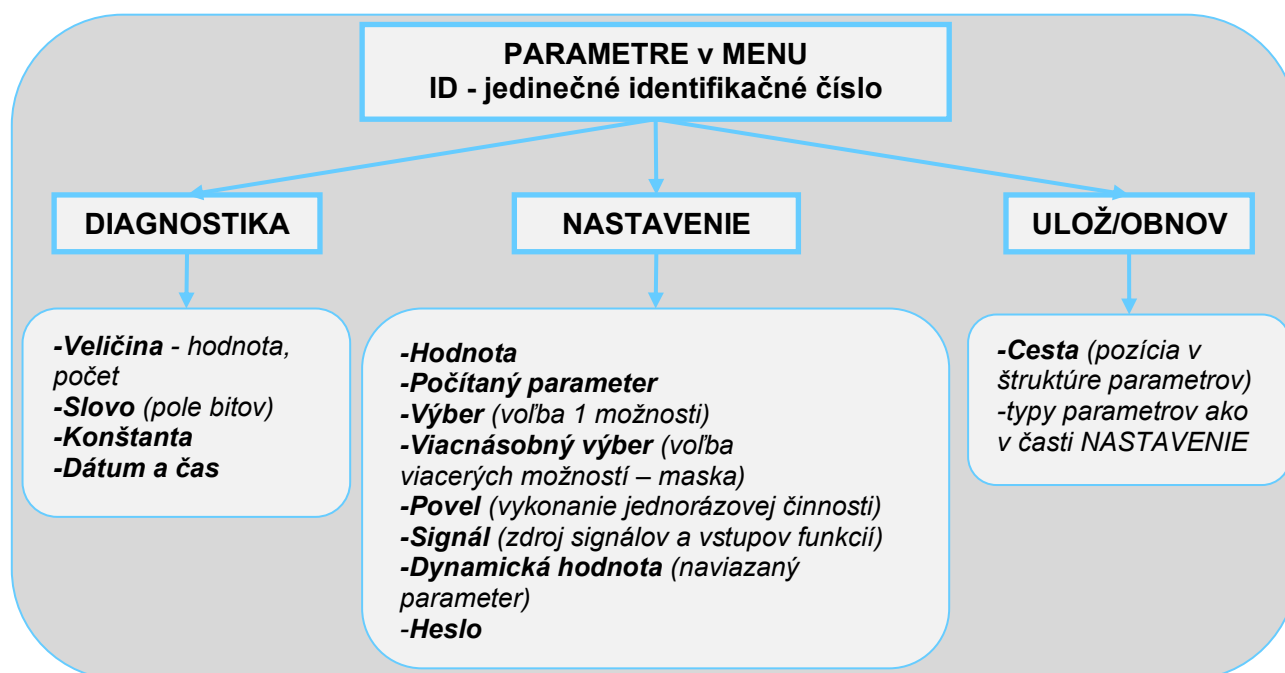 PARAMETRE v MENU
ID - jedinečné identifikačné číslo
DIAGNOSTIKA
NASTAVENIE
ULOŽ/OBNOV
-Veličina - hodnota,
počet
-Slovo (pole bitov)
-Konštanta
-Dátum a čas
-Hodnota
-Počítaný parameter
-Výber (voľba 1 možnosti)
-Viacnásobný výber (voľba
viacerých možností – maska)
-Povel (vykonanie jednorázovej činnosti)
-Signál (zdroj signálov a vstupov funkcií)
-Dynamická hodnota (naviazaný
parameter)
-Heslo
-Cesta (pozícia v
štruktúre parametrov)
-typy parametrov ako
v časti NASTAVENIE